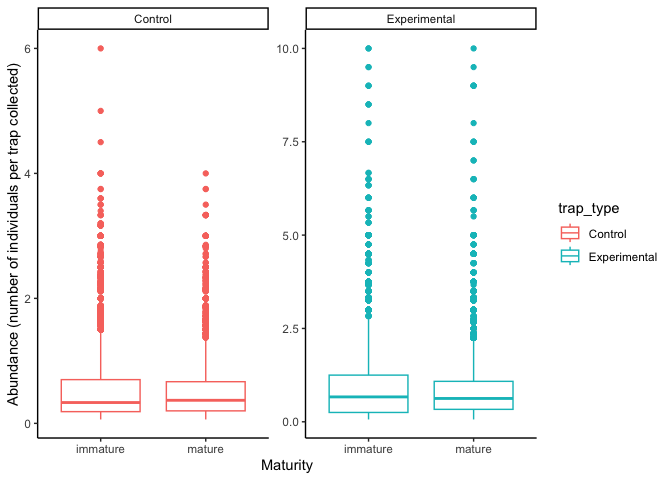 Control
Experimental
Abundance (number of individuals per trap collected)
6
4
2
0
10.0
7.5
5.0
2.5
0.0
immature
mature
immature
mature
Maturity
trap_type
Control
Experimental